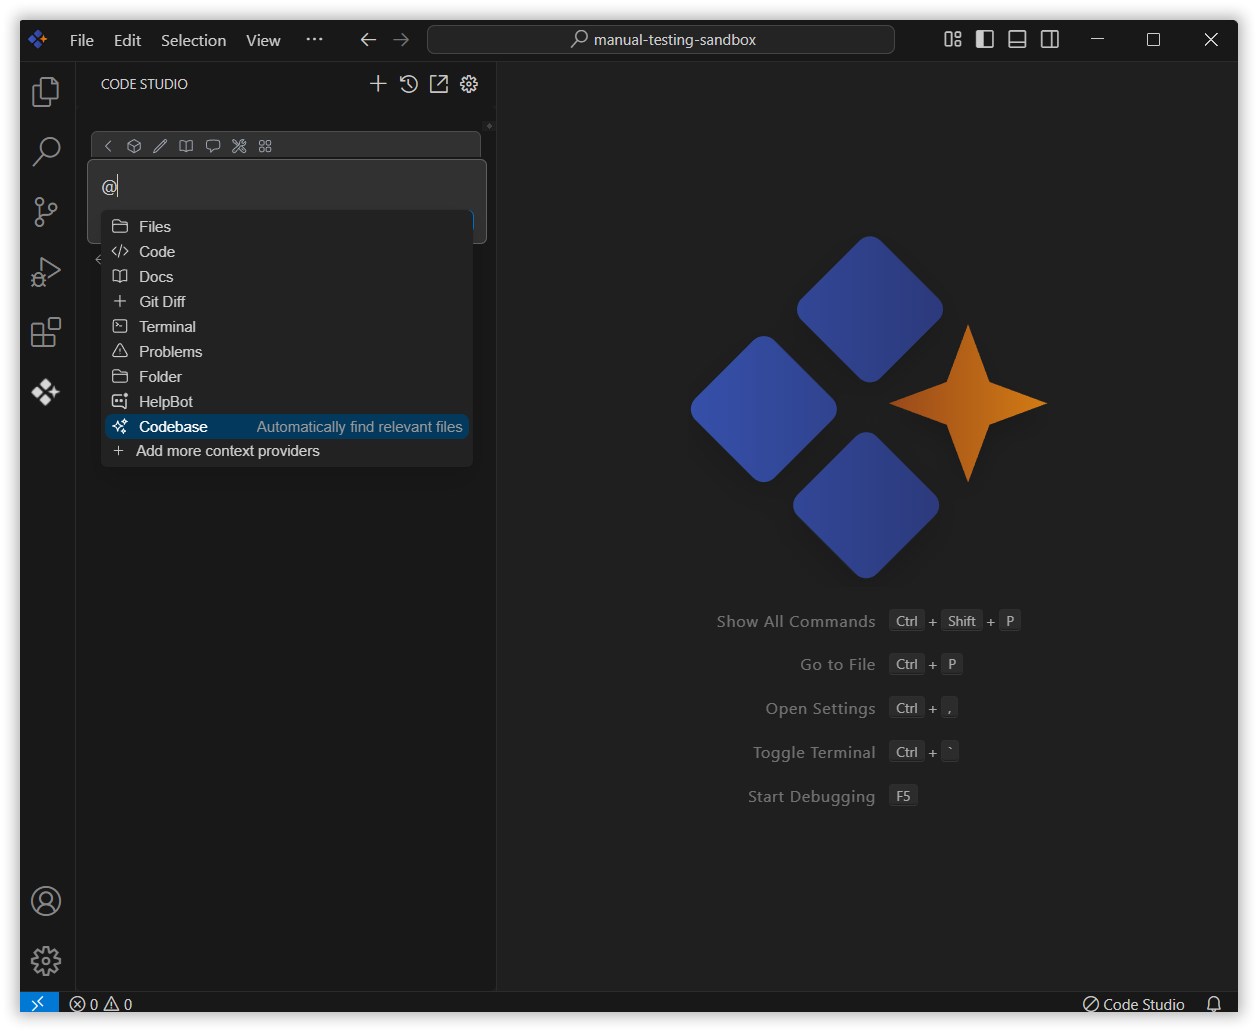 File Edit Selection View ··· manual-testing-sandbox
CODE STUDIO
@
Files
Code
Docs
Git Diff
Terminal
Problems
Folder
HelpBot
Codebase Automatically find relevant files
+ Add more context providers
Show All Commands Ctrl + Shift + P
Go to File Ctrl + P
Open Settings Ctrl + ,
Toggle Terminal Ctrl + `
Start Debugging F5
0 0 Code Studio